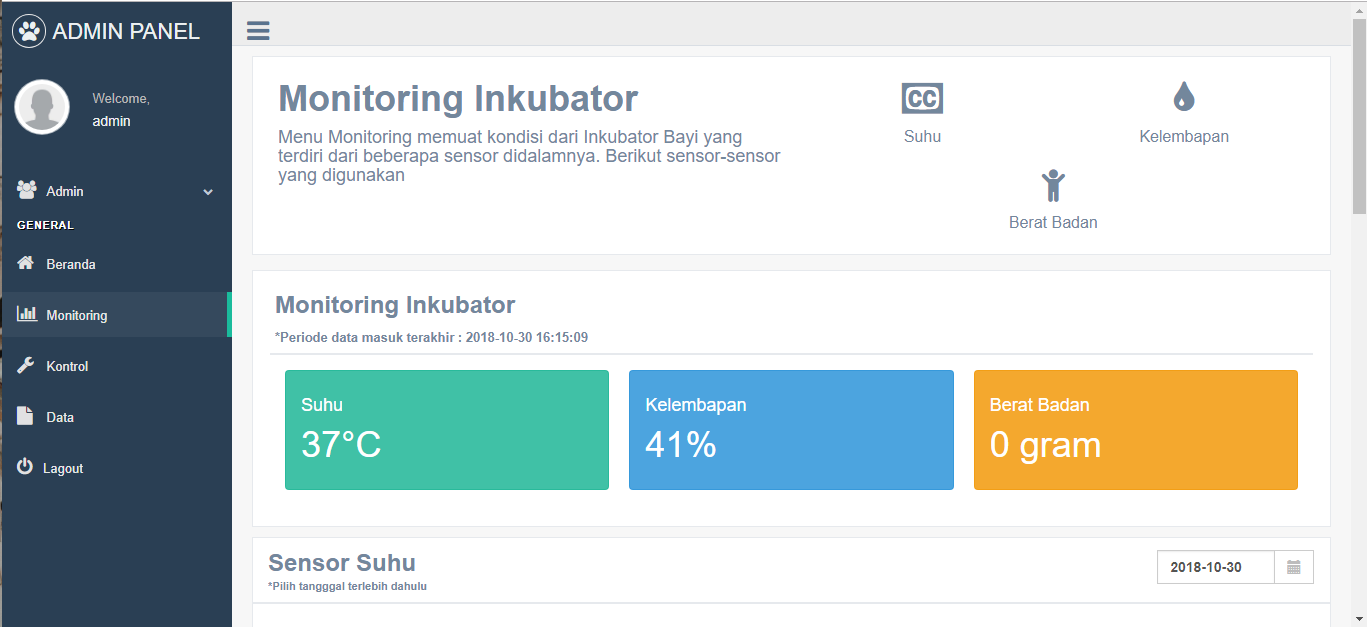 ADMIN PANEL
Welcome,
admin
Admin
GENERAL
Beranda
Monitoring
Kontrol
Data
Lagout
Monitoring Inkubator
Menu Monitoring memuat kondisi dari Inkubator Bayi yang
terdiri dari beberapa sensor didalamnya. Berikut sensor-sensor
yang digunakan
CC
Suhu
Kelembapan
Berat Badan
Monitoring Inkubator
*Periode data masuk terakhir : 2018-10-30 16:15:09
Suhu
37°C
Kelembapan
41%
Berat Badan
0 gram
Sensor Suhu
*Pilih tangggal terlebih dahulu
2018-10-30